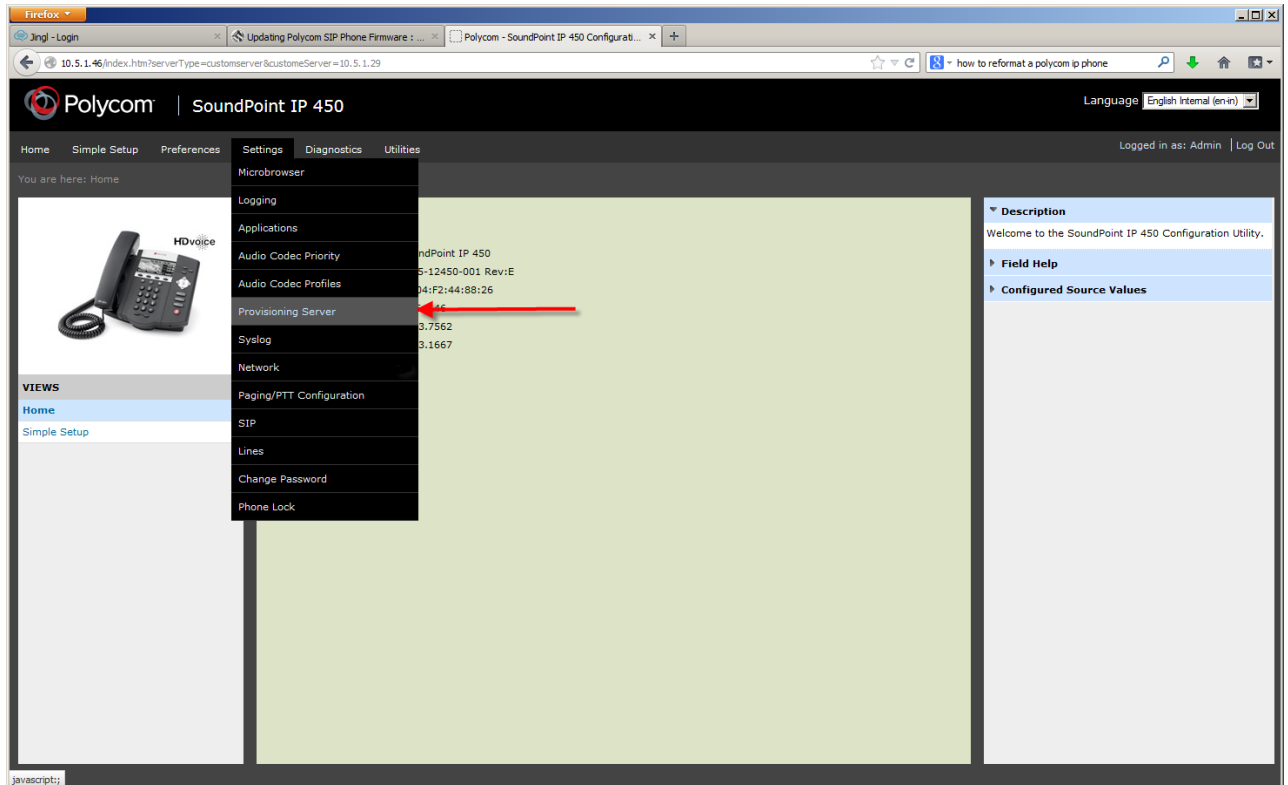 Firefox
Jingl - Login
Updating Polycom SIP Phone Firmware : ...
Polycom - SoundPoint IP 450 Configurati...
10.5.1.46/index.htm?serverType=customserver&customeServer=10.5.1.29
how to reformat a polycom ip phone
Polycom | SoundPoint IP 450
Language English Internal (en-in)
Home Simple Setup Preferences Settings Diagnostics Utilities
Logged in as: Admin | Log Out
You are here: Home
Microbrowser
Logging
Applications
Audio Codec Priority
Audio Codec Profiles
Provisioning Server
Syslog
Network
Paging/PTT Configuration
SIP
Lines
Change Password
Phone Lock
HDvoice
VIEWS
Home
Simple Setup
ndPoint IP 450
5-12450-001 Rev:E
04:F2:44:88:26
3.7562
3.1667
Description
Welcome to the SoundPoint IP 450 Configuration Utility.
Field Help
Configured Source Values
javascript:;